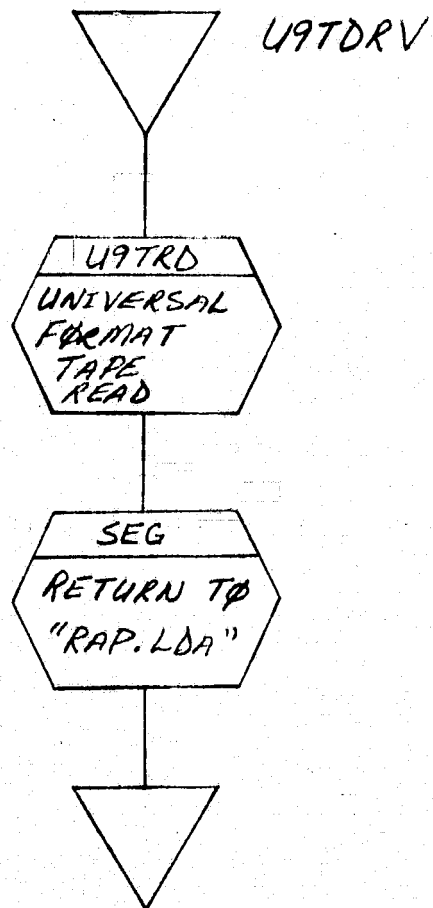 U9TDRV
U9TRD
UNIVERSAL
FØRMAT
TAPE
READ
SEG
RETURN TØ
"RAP.LDA"